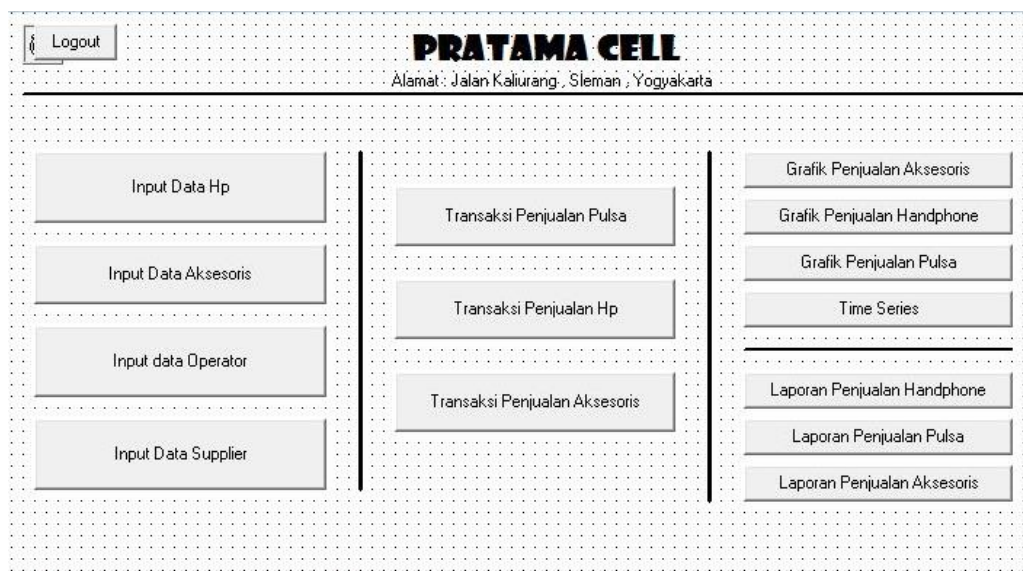 Logout
PRATAMA CELL
Alamat : Jalan Kaliurang , Sleman , Yogyakarta
Input Data Hp
Input Data Aksesoris
Input data Operator
Input Data Supplier
Transaksi Penjualan Pulsa
Transaksi Penjualan Hp
Transaksi Penjualan Aksesoris
Grafik Penjualan Aksesoris
Grafik Penjualan Handphone
Grafik Penjualan Pulsa
Time Series
Laporan Penjualan Handphone
Laporan Penjualan Pulsa
Laporan Penjualan Aksesoris